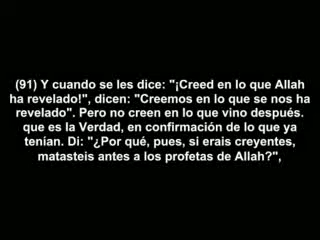 (91) Y cuando se les dice: "¡Creed en lo que Allah
ha revelado!", dicen: "Creemos en lo que se nos ha
revelado". Pero no creen en lo que vino después.
que es la Verdad, en confirmación de lo que ya
tenían. Di: "¿Por qué, pues, si erais creyentes,
matasteis antes a los profetas de Allah?",